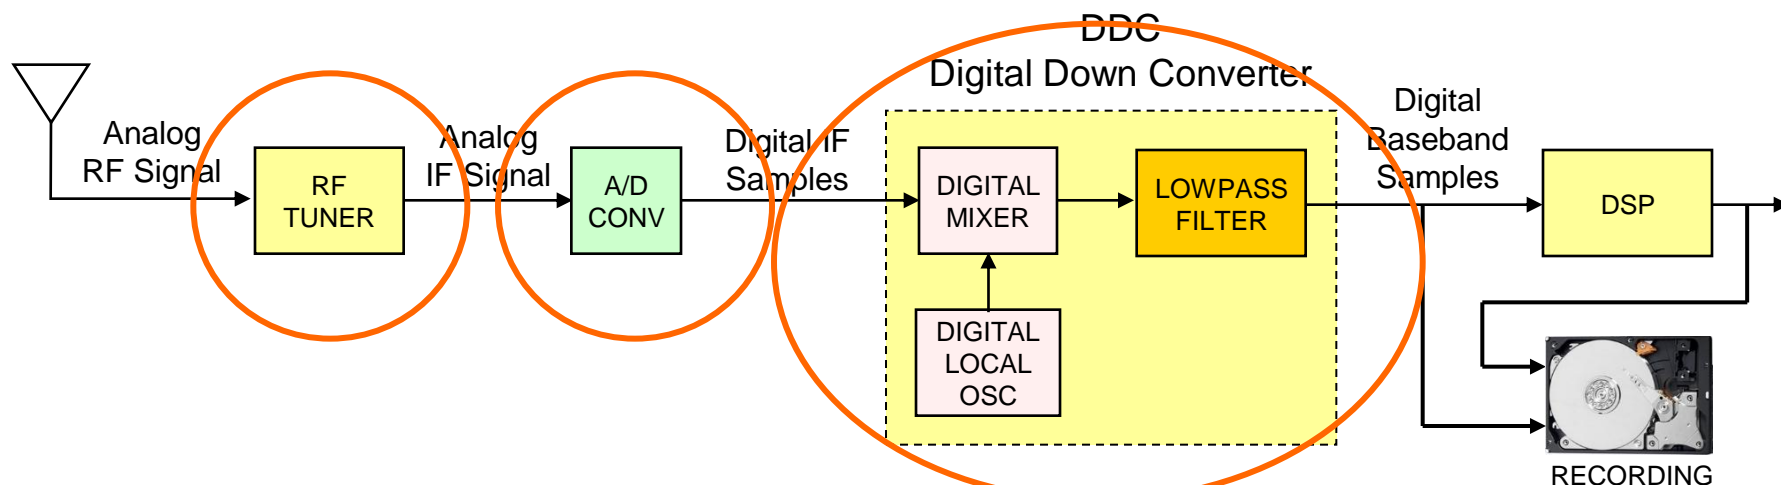 DDC
Digital Down Converter
Analog
RF Signal
RF
TUNER
Analog
IF Signal
A/D
CONV
Digital IF
Samples
DIGITAL
MIXER
LOWPASS
FILTER
DIGITAL
LOCAL
OSC
Digital
Baseband
Samples
DSP
RECORDING